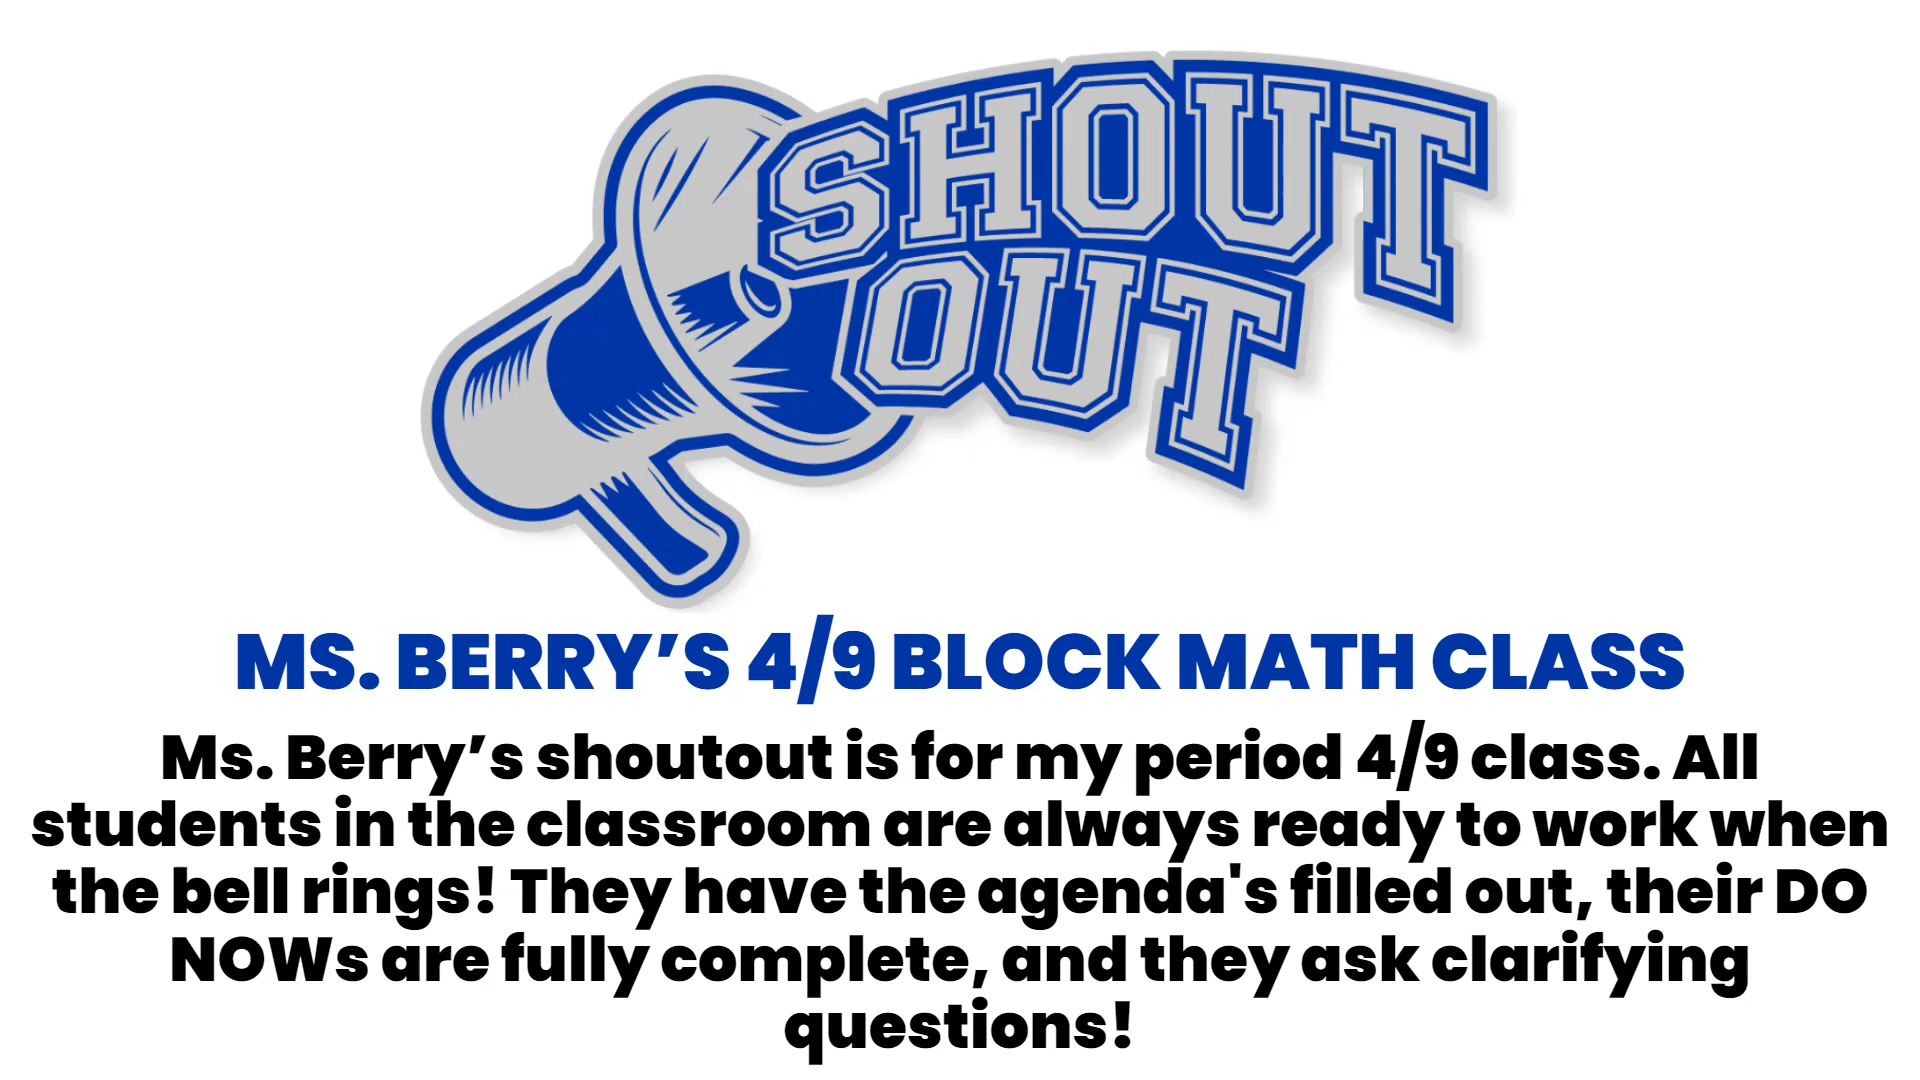 SHOUT
OUT
MS. BERRY’S 4/9 BLOCK MATH CLASS
Ms. Berry’s shoutout is for my period 4/9 class. All
students in the classroom are always ready to work when
the bell rings! They have the agenda's filled out, their DO
NOWs are fully complete, and they ask clarifying
questions!